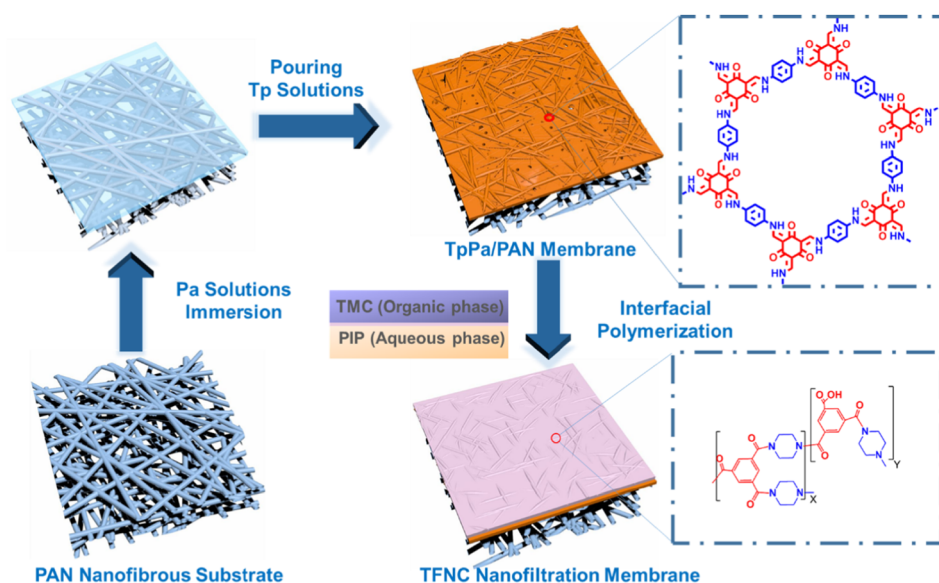 Pouring
Tp Solutions
TpPa/PAN Membrane
Pa Solutions
Immersion
TMC (Organic phase)
PIP (Aqueous phase)
Interfacial
Polymerization
PAN Nanofibrous Substrate
TFNC Nanofiltration Membrane
O
OH
O
N
N
O
O
N
N
X
O
O
N
N
Y